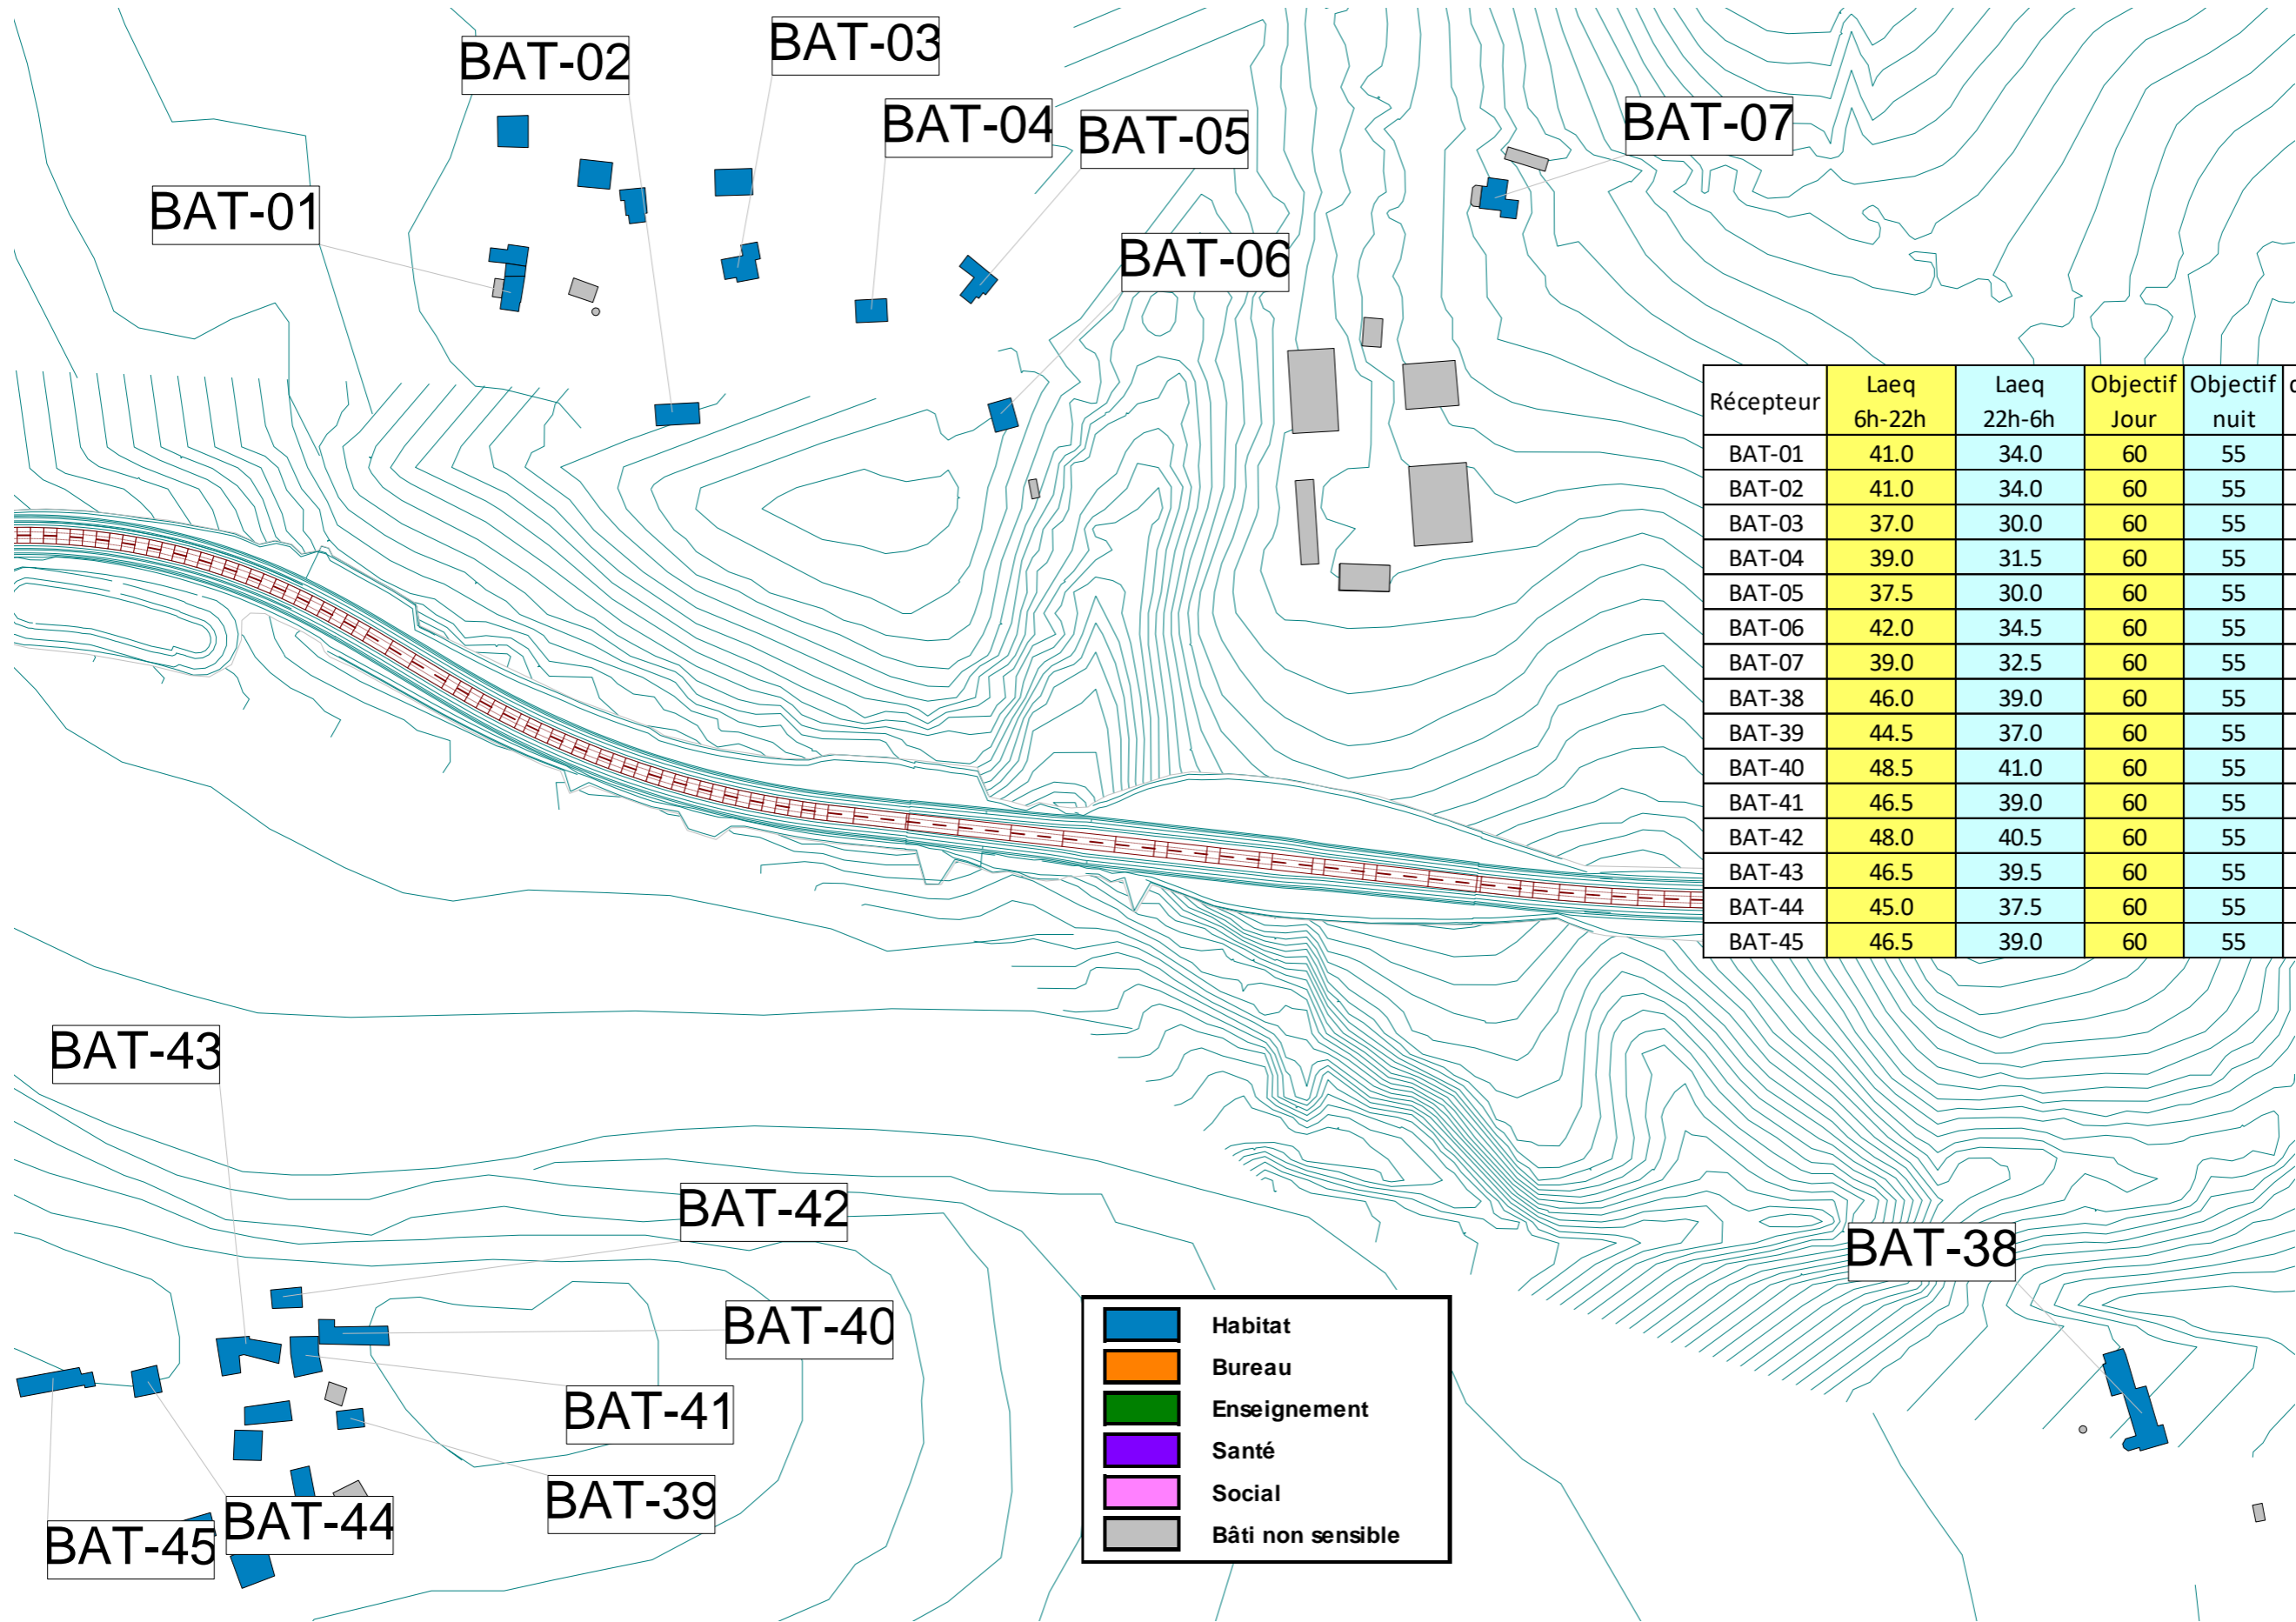 BAT-03
BAT-02
BAT-04
BAT-05
BAT-07
BAT-01
BAT-06
Récepteur Laeq 6h-22h Laeq 22h-6h Objectif Jour Objectif nuit
BAT-01 41.0 34.0 60 55
BAT-02 41.0 34.0 60 55
BAT-03 37.0 30.0 60 55
BAT-04 39.0 31.5 60 55
BAT-05 37.5 30.0 60 55
BAT-06 42.0 34.5 60 55
BAT-07 39.0 32.5 60 55
BAT-38 46.0 39.0 60 55
BAT-39 44.5 37.0 60 55
BAT-40 48.5 41.0 60 55
BAT-41 46.5 39.0 60 55
BAT-42 48.0 40.5 60 55
BAT-43 46.5 39.5 60 55
BAT-44 45.0 37.5 60 55
BAT-45 46.5 39.0 60 55
BAT-43
BAT-42
BAT-38
BAT-40
BAT-41
BAT-39
BAT-44
BAT-45
Habitat
Bureau
Enseignement
Santé
Social
Bâti non sensible